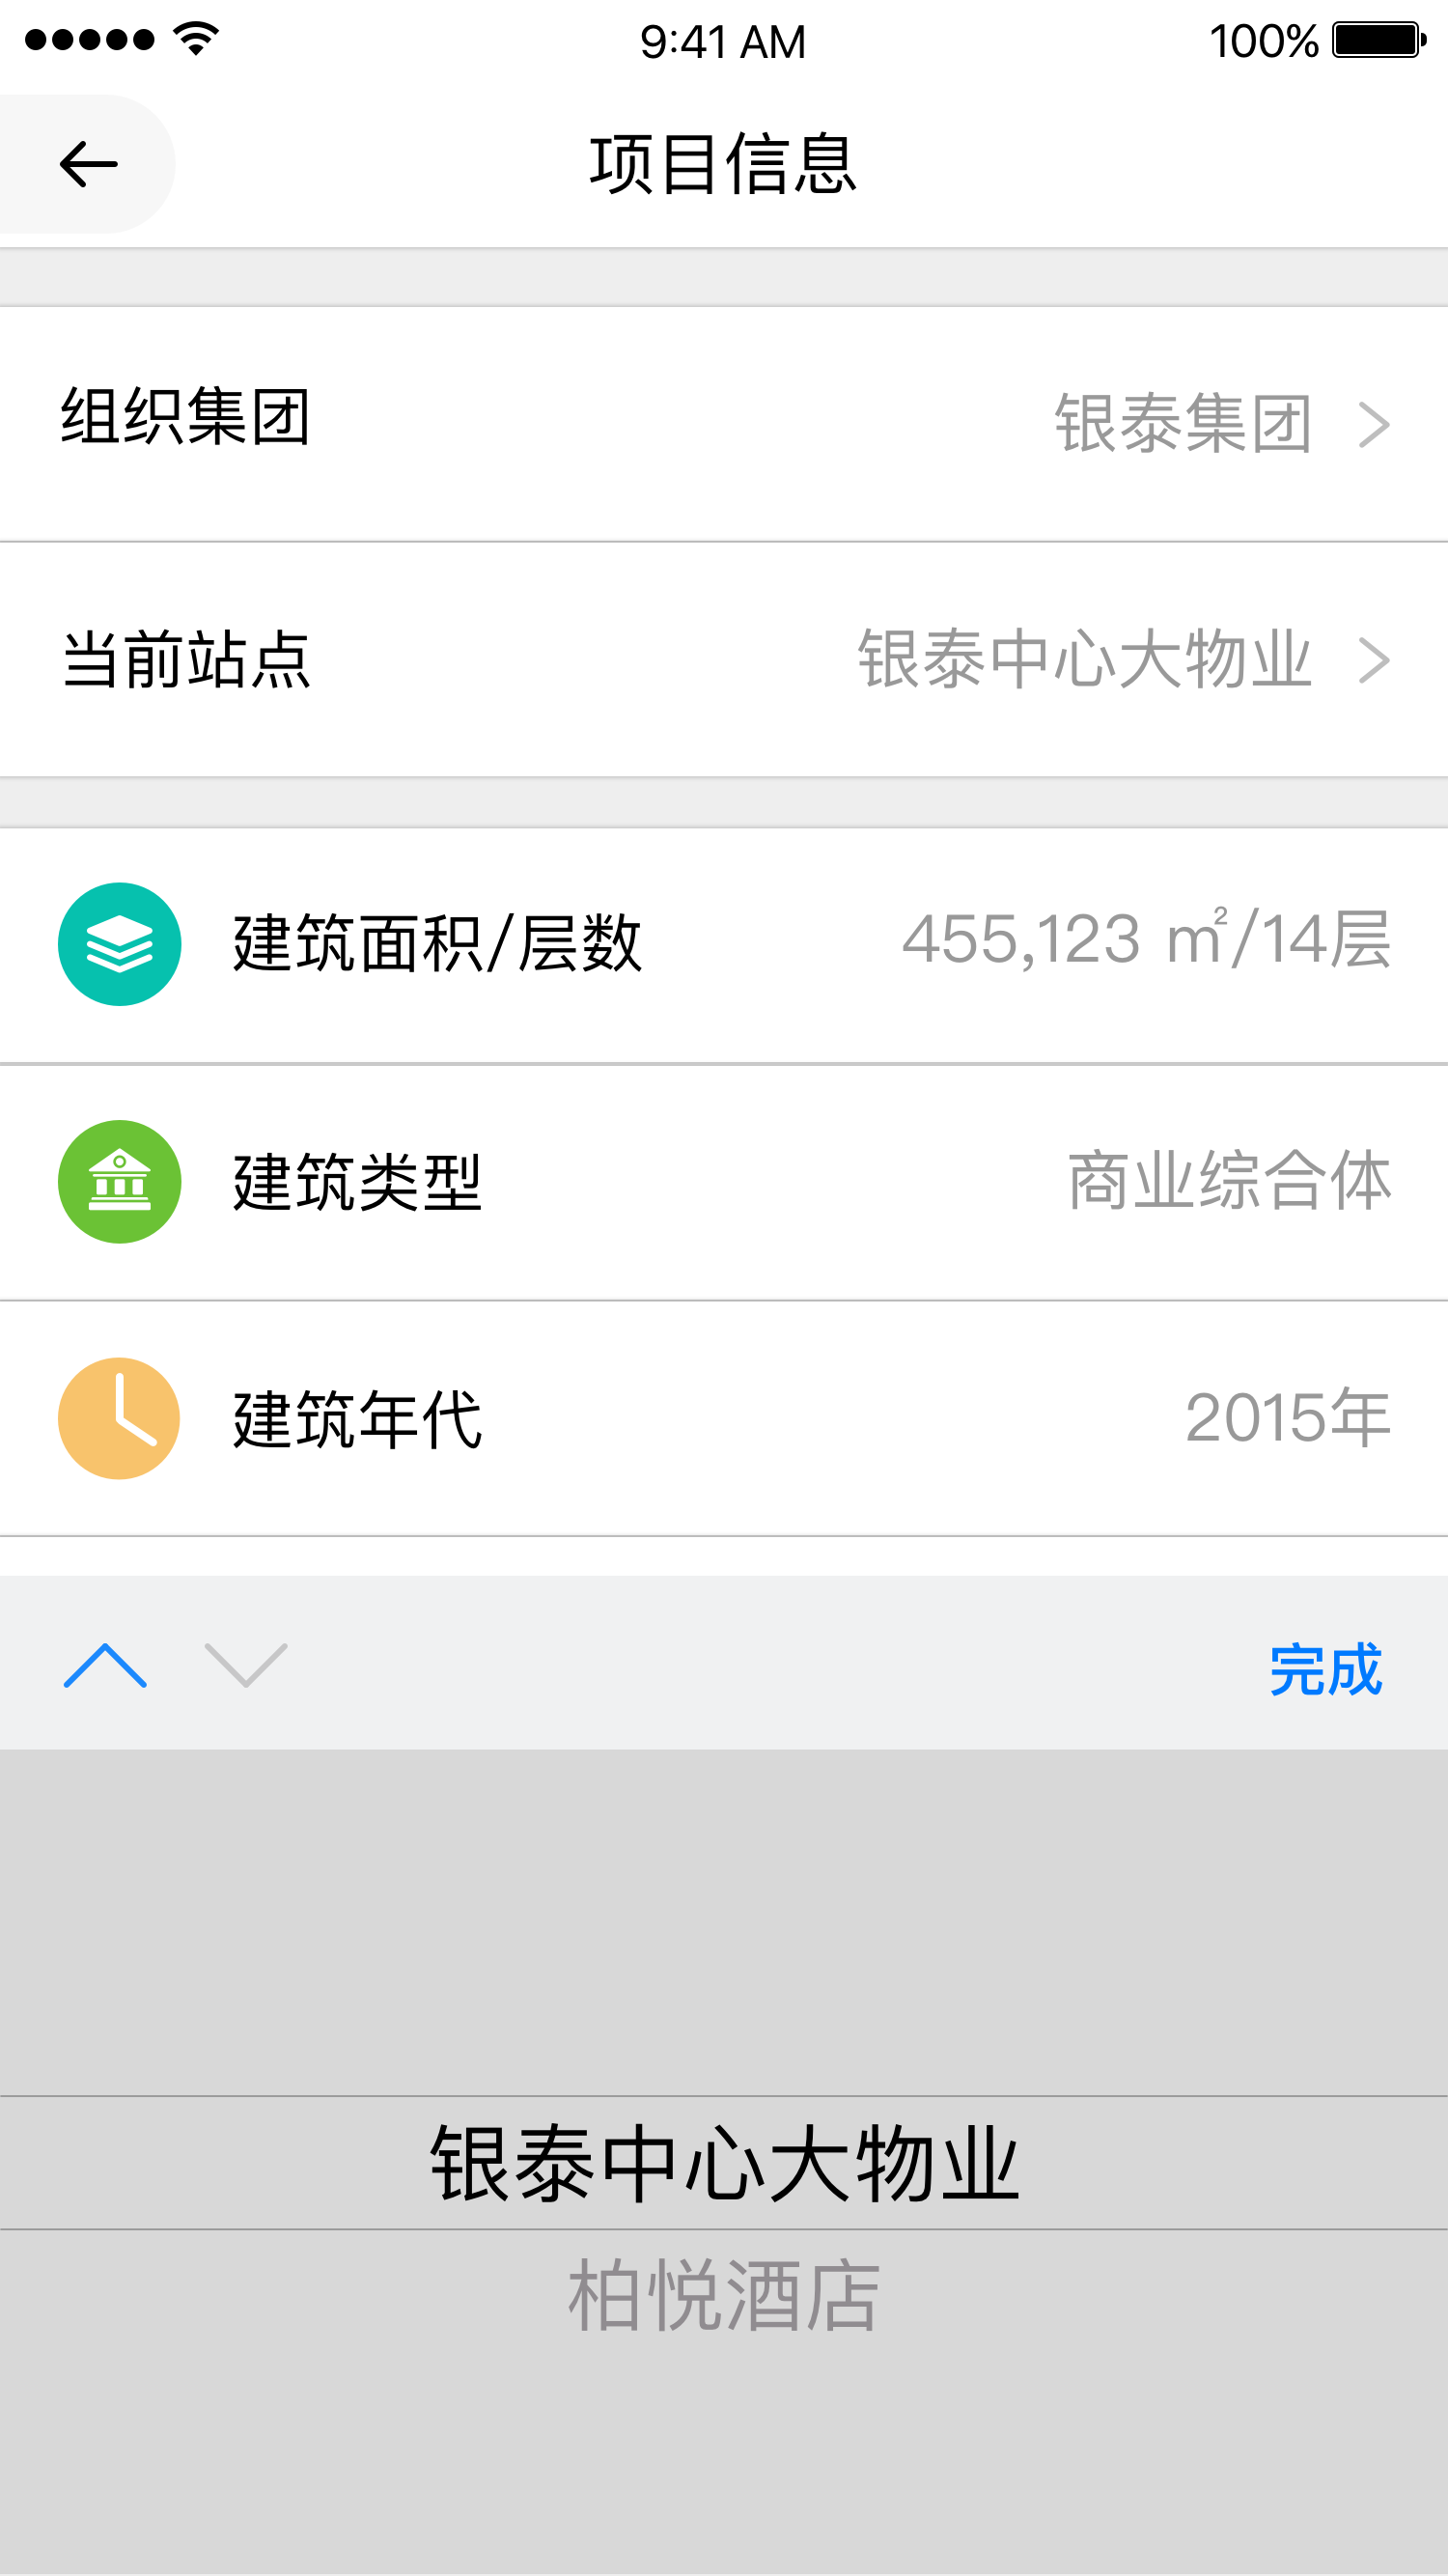 9:41 AM 100%
项目信息
组织集团 银泰集团
当前站点 银泰中心大物业
建筑面积/层数 455,123 ㎡/14层
建筑类型 商业综合体
建筑年代 2015年
完成
银泰中心大物业
柏悦酒店